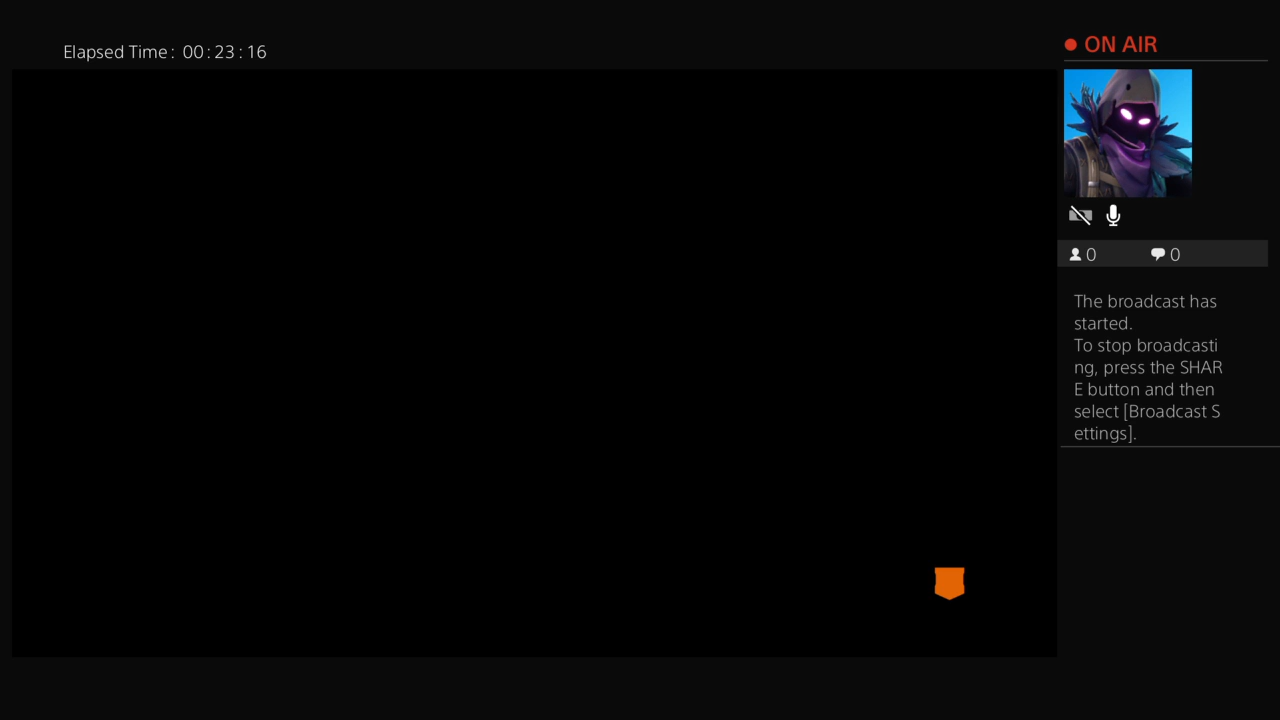 Elapsed Time: 00:23:16
ON AIR
0 0
The broadcast has
started.
To stop broadcasti
ng, press the SHAR
E button and then
select [Broadcast S
ettings].